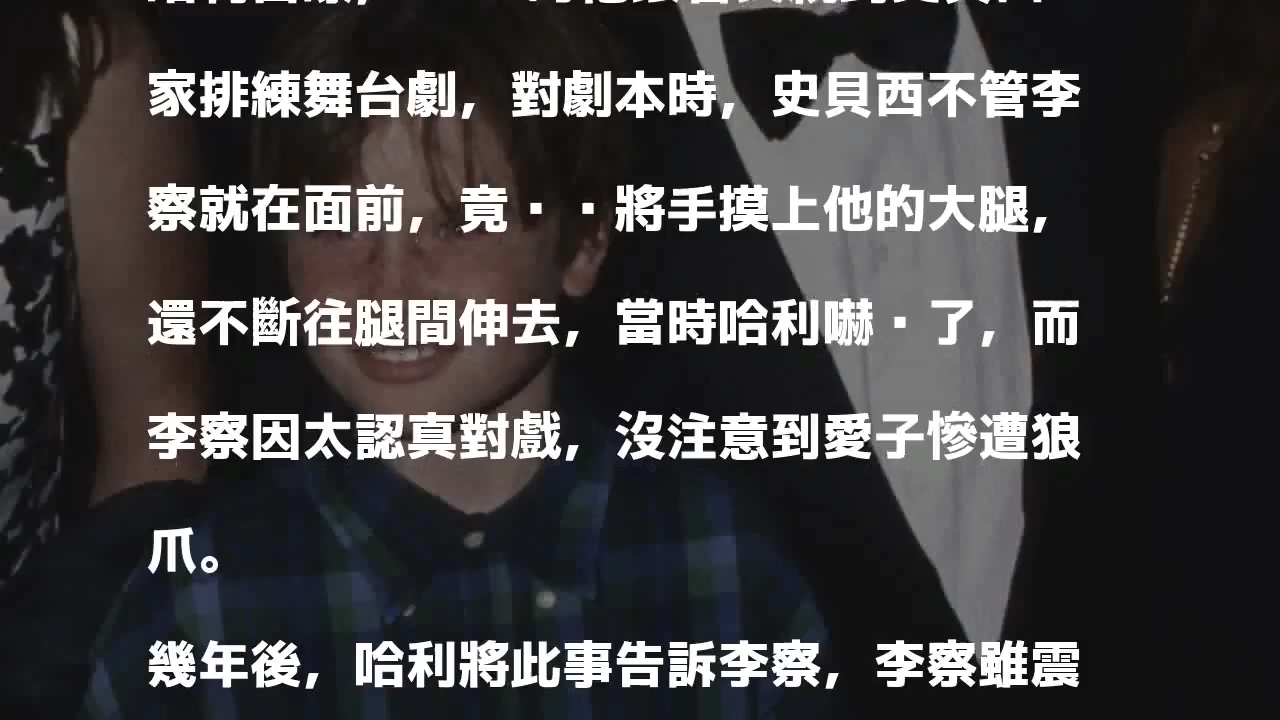 家排練舞台劇，對劇本時，史貝西不管李
察就在面前，竟··將手摸上他的大腿，
還不斷往腿間伸去，當時哈利嚇·了，而
李察因太認真對戲，沒注意到愛子慘遭狼
爪。
幾年後，哈利將此事告訴李察，李察雖震